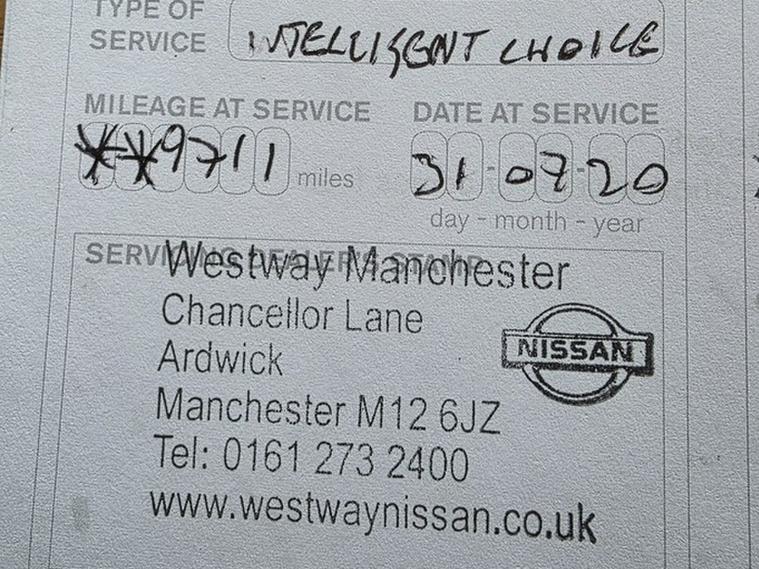 TYPE OF
SERVICE
INTELLIGENT CHOICE
MILEAGE AT SERVICE
DATE AT SERVICE
**9711 miles
31-07-20
day - month - year
SERVICING DEALER'S STAMP
Westway Manchester
Chancellor Lane
Ardwick
Manchester M12 6JZ
Tel: 0161 273 2400
www.westwaynissan.co.uk
NISSAN